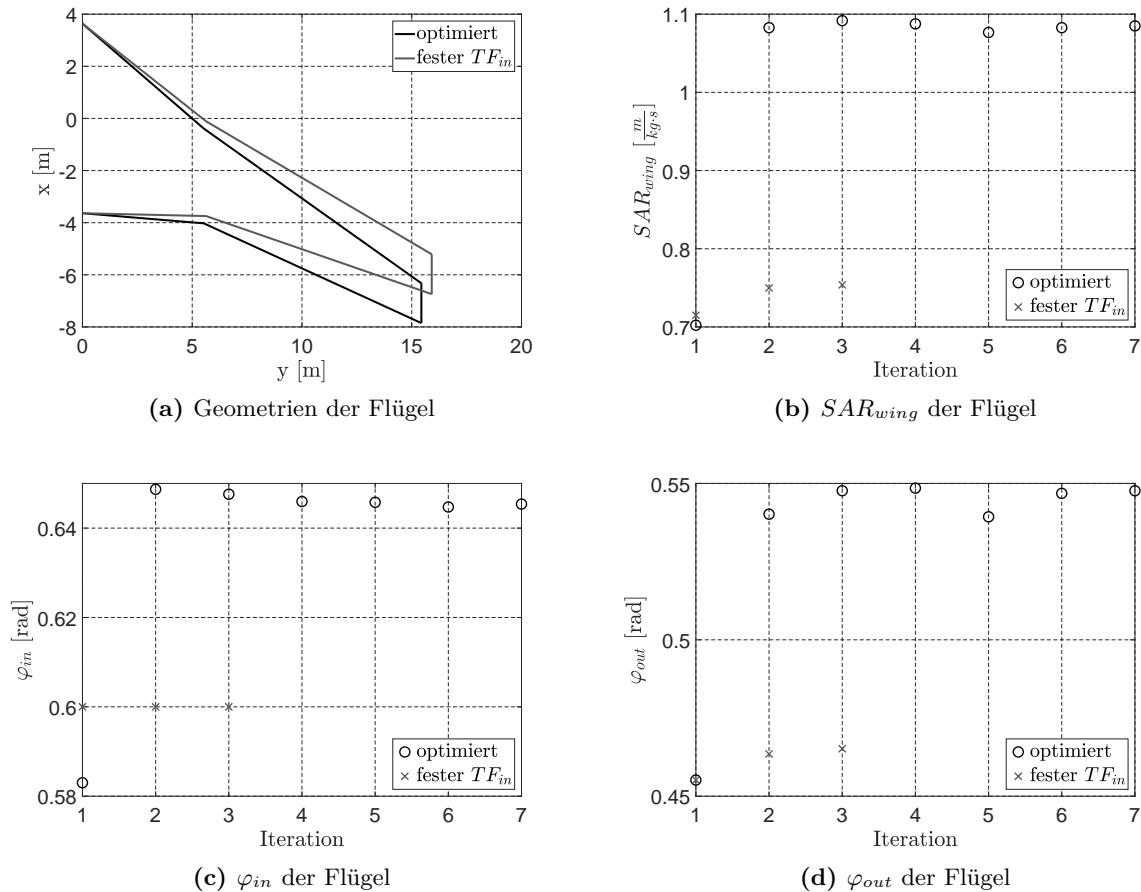 4
2
0
-2
-4
-6
-8
x [m]
0 5 10 15 20
y [m]
optimiert
fester TF_in
(a) Geometrien der Flügel
1.1
1
0.9
0.8
0.7
SAR_wing [m/kg·s]
1 2 3 4 5 6 7
Iteration
optimiert
fester TF_in
(b) SAR_wing der Flügel
0.64
0.62
0.6
0.58
φ_in [rad]
1 2 3 4 5 6 7
Iteration
optimiert
fester TF_in
(c) φ_in der Flügel
0.55
0.5
0.45
φ_out [rad]
1 2 3 4 5 6 7
Iteration
optimiert
fester TF_in
(d) φ_out der Flügel